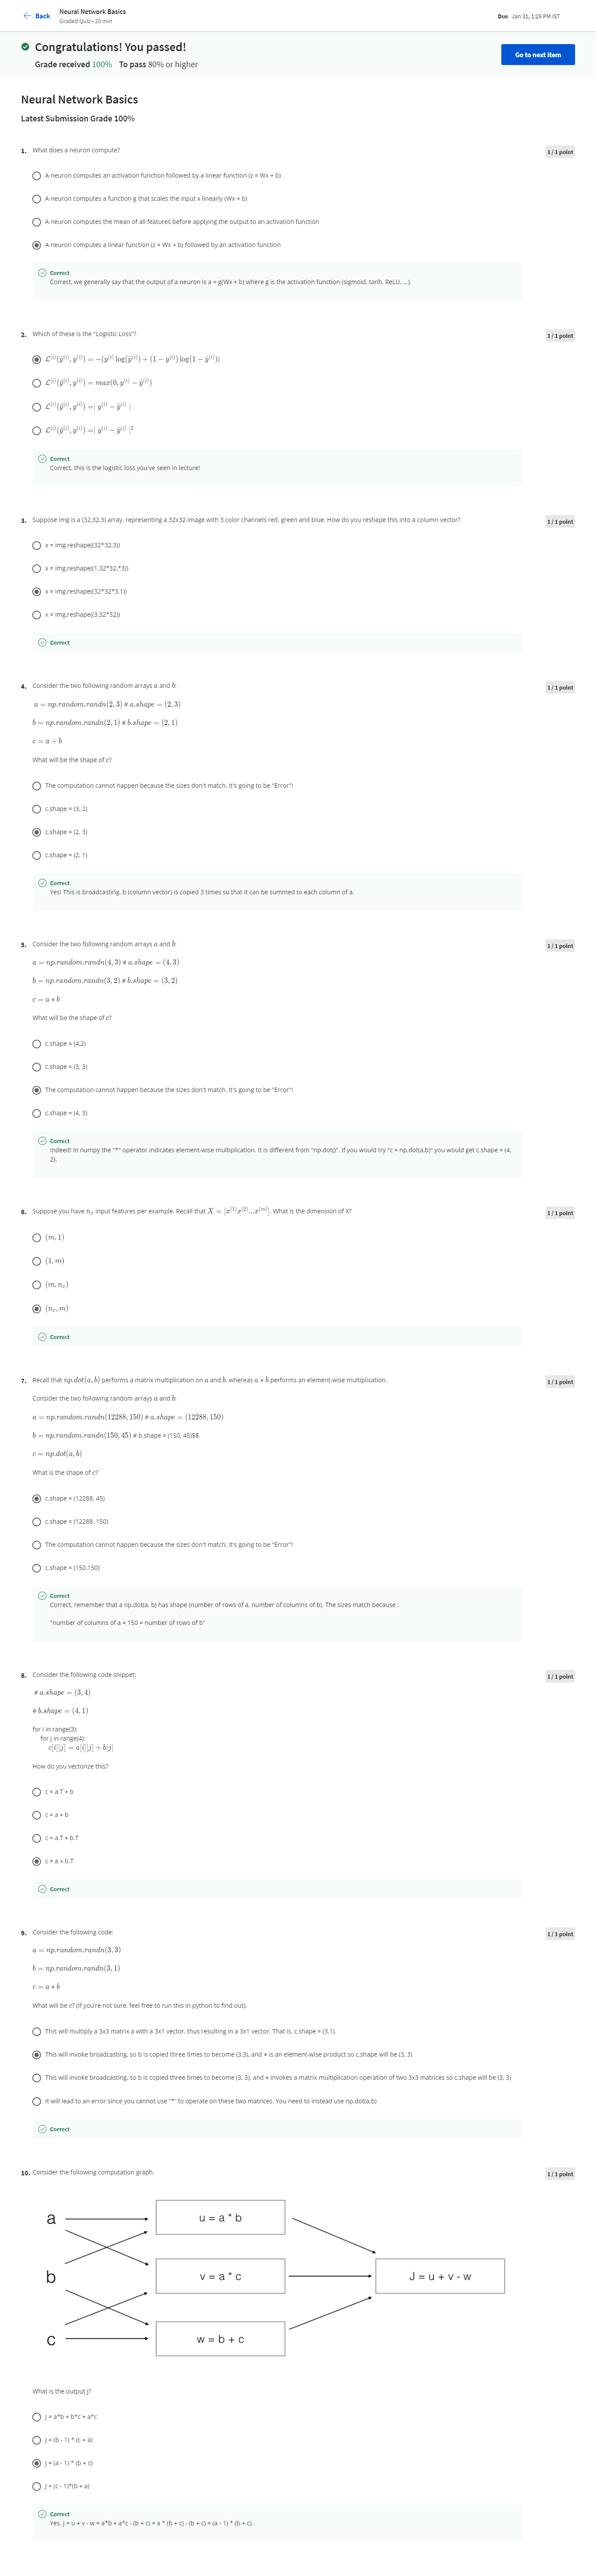 Back
Neural Network Basics
Graded Quiz • 20 min
Due Jan 31, 1:29 PM IST
Congratulations! You passed!
Grade received 100% To pass 80% or higher
Go to next item
Neural Network Basics
Latest Submission Grade 100%
1. What does a neuron compute?
1 / 1 point
A neuron computes an activation function followed by a linear function (z = Wx + b)
A neuron computes a function g that scales the input x linearly (Wx + b)
A neuron computes the mean of all features before applying the output to an activation function
A neuron computes a linear function (z = Wx + b) followed by an activation function
Correct
Correct, we generally say that the output of a neuron is a = g(Wx + b) where g is the activation function (sigmoid, tanh, ReLU, ...).
2. Which of these is the "Logistic Loss"?
1 / 1 point
ℒ^(i)(ŷ^(i), y^(i)) = −(y^(i) log(ŷ^(i)) + (1 − y^(i)) log(1 − ŷ^(i)))
ℒ^(i)(ŷ^(i), y^(i)) = max(0, y^(i) − ŷ^(i))
ℒ^(i)(ŷ^(i), y^(i)) =| y^(i) − ŷ^(i) |
ℒ^(i)(ŷ^(i), y^(i)) =| y^(i) − ŷ^(i) |²
Correct
Correct, this is the logistic loss you've seen in lecture!
3. Suppose img is a (32,32,3) array, representing a 32x32 image with 3 color channels red, green and blue. How do you reshape this into a column vector?
1 / 1 point
x = img.reshape((32*32,3))
x = img.reshape((1,32*32,*3))
x = img.reshape((32*32*3,1))
x = img.reshape((3,32*32))
Correct
4. Consider the two following random arrays a and b:
1 / 1 point
a = np.random.randn(2, 3) # a.shape = (2, 3)
b = np.random.randn(2, 1) # b.shape = (2, 1)
c = a + b
What will be the shape of c?
The computation cannot happen because the sizes don't match. It's going to be "Error"!
c.shape = (3, 2)
c.shape = (2, 3)
c.shape = (2, 1)
Correct
Yes! This is broadcasting. b (column vector) is copied 3 times so that it can be summed to each column of a.
5. Consider the two following random arrays a and b:
1 / 1 point
a = np.random.randn(4, 3) # a.shape = (4, 3)
b = np.random.randn(3, 2) # b.shape = (3, 2)
c = a * b
What will be the shape of c?
c.shape = (4,2)
c.shape = (3, 3)
The computation cannot happen because the sizes don't match. It's going to be "Error"!
c.shape = (4, 3)
Correct
Indeed! In numpy the "*" operator indicates element-wise multiplication. It is different from "np.dot()". If you would try "c = np.dot(a,b)" you would get c.shape = (4,
2).
6. Suppose you have nₓ input features per example. Recall that X = [x^(1) x^(2)...x^(m)]. What is the dimension of X?
1 / 1 point
(m, 1)
(1, m)
(m, nₓ)
(nₓ, m)
Correct
7. Recall that np.dot(a, b) performs a matrix multiplication on a and b, whereas a * b performs an element-wise multiplication.
1 / 1 point
Consider the two following random arrays a and b:
a = np.random.randn(12288, 150) # a.shape = (12288, 150)
b = np.random.randn(150, 45) # b.shape = (150, 45)$$
c = np.dot(a, b)
What is the shape of c?
c.shape = (12288, 45)
c.shape = (12288, 150)
The computation cannot happen because the sizes don't match. It's going to be "Error"!
c.shape = (150,150)
Correct
Correct, remember that a np.dot(a, b) has shape (number of rows of a, number of columns of b). The sizes match because :
"number of columns of a = 150 = number of rows of b"
8. Consider the following code snippet:
1 / 1 point
# a.shape = (3, 4)
# b.shape = (4, 1)
for i in range(3):
for j in range(4):
c[i][j] = a[i][j] + b[j]
How do you vectorize this?
c = a.T + b
c = a + b
c = a.T + b.T
c = a + b.T
Correct
9. Consider the following code:
1 / 1 point
a = np.random.randn(3, 3)
b = np.random.randn(3, 1)
c = a * b
What will be c? (If you're not sure, feel free to run this in python to find out).
This will multiply a 3x3 matrix a with a 3x1 vector, thus resulting in a 3x1 vector. That is, c.shape = (3,1).
This will invoke broadcasting, so b is copied three times to become (3,3), and * is an element-wise product so c.shape will be (3, 3)
This will invoke broadcasting, so b is copied three times to become (3, 3), and * invokes a matrix multiplication operation of two 3x3 matrices so c.shape will be (3, 3)
It will lead to an error since you cannot use "*" to operate on these two matrices. You need to instead use np.dot(a,b)
Correct
10. Consider the following computation graph.
1 / 1 point
a
u = a * b
b
v = a * c
J = u + v - w
c
w = b + c
What is the output J?
J = a*b + b*c + a*c
J = (b - 1) * (c + a)
J = (a - 1) * (b + c)
J = (c - 1)*(b + a)
Correct
Yes. J = u + v - w = a*b + a*c - (b + c) = a * (b + c) - (b + c) = (a - 1) * (b + c).